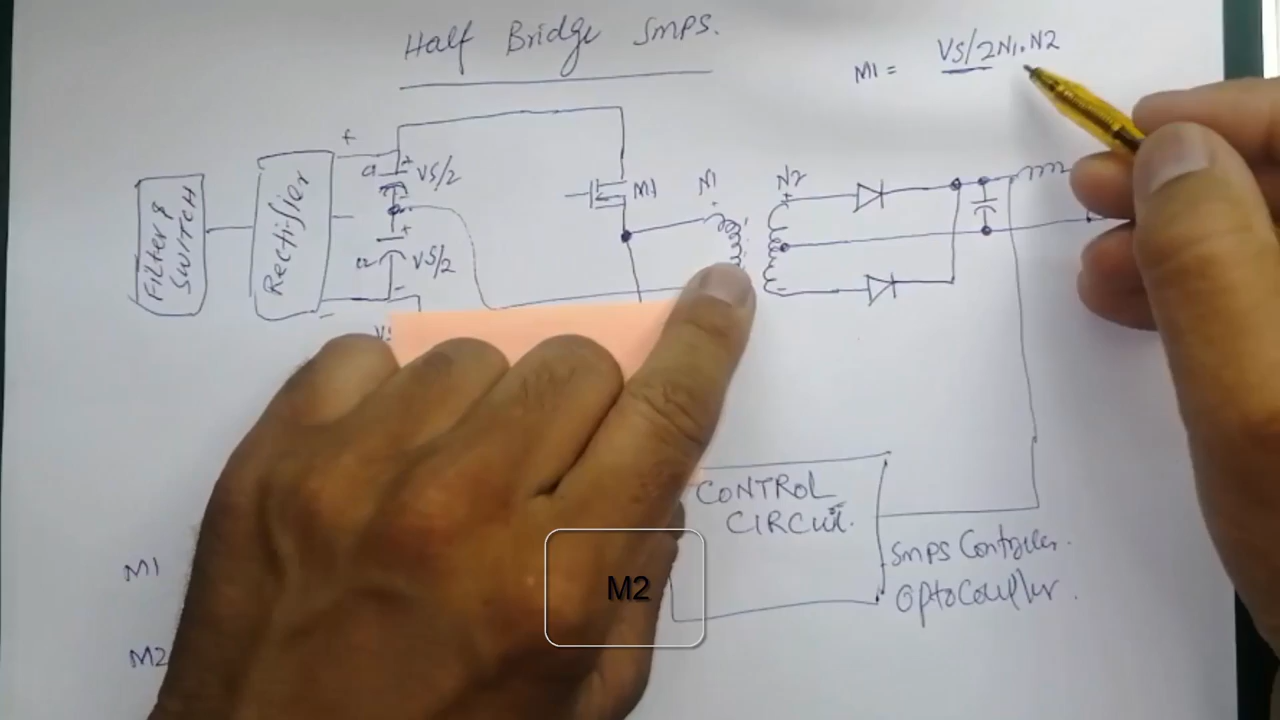 Half Bridge Smps.
M1 = VS/2N1.N2
+
Filter &
SWITCH
Rectifier
+
VS/2
M1
N1
+
N2
+
+
VS/2
-
-
-
CONTROL
CIRCUIT.
Smps Controller.
Optocoupler.
M1
M2
M2